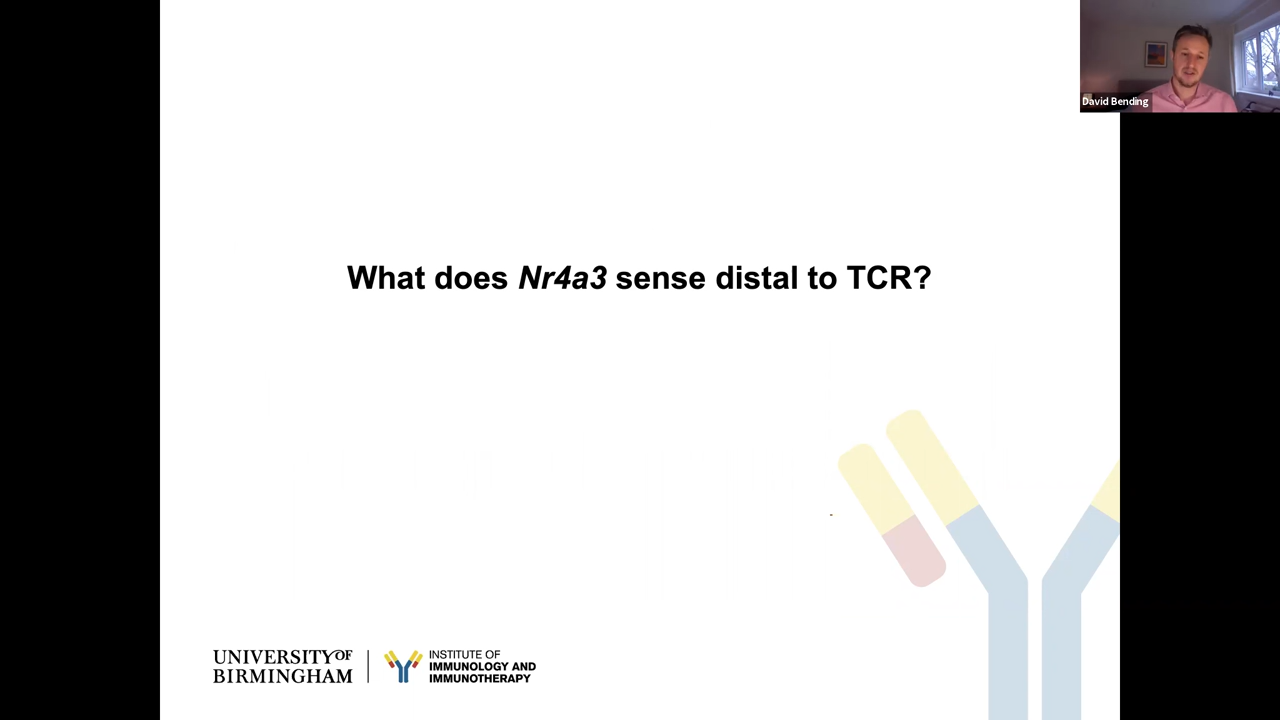 David Bending
What does Nr4a3 sense distal to TCR?
UNIVERSITY OF
BIRMINGHAM
INSTITUTE OF
IMMUNOLOGY AND
IMMUNOTHERAPY